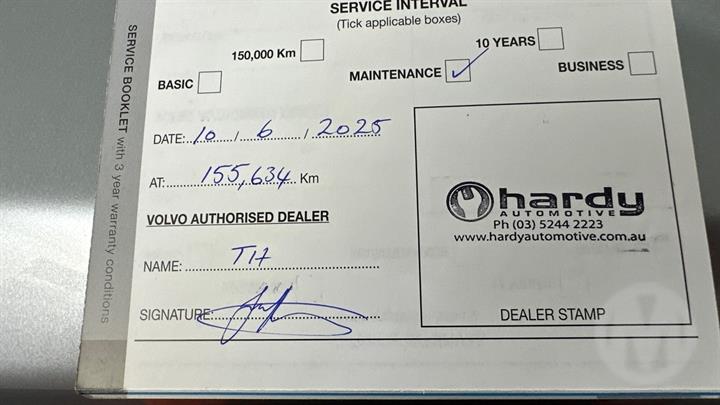 SERVICE INTERVAL
(Tick applicable boxes)
150,000 Km
10 YEARS
BASIC
MAINTENANCE
BUSINESS
DATE: 10 / 6 / 2025
AT: 155,634 Km
VOLVO AUTHORISED DEALER
NAME: TH
SIGNATURE:
hardy
AUTOMOTIVE
Ph (03) 5244 2223
www.hardyautomotive.com.au
DEALER STAMP
SERVICE BOOKLET with 3 year warranty conditions